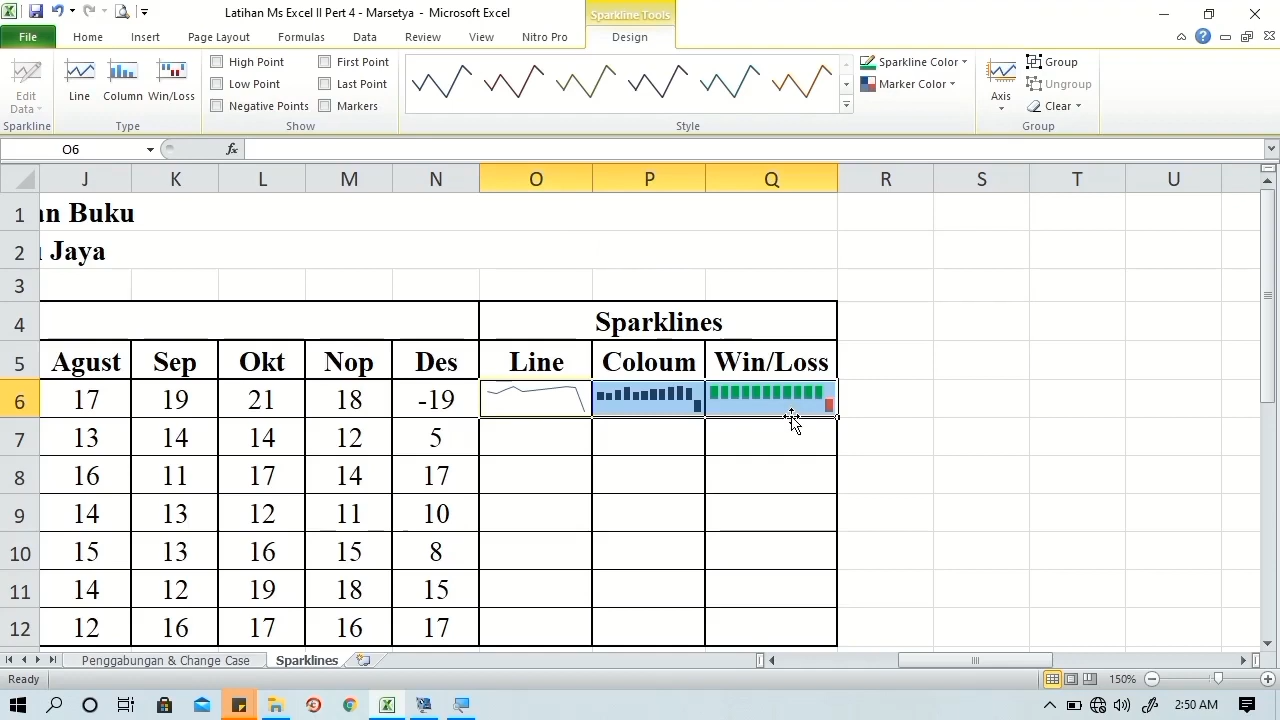 Latihan Ms Excel II Pert 4 - Marsetya - Microsoft Excel
Sparkline Tools
File Home Insert Page Layout Formulas Data Review View Nitro Pro Design
Edit Data
Line
Column
Win/Loss
High Point
Low Point
Negative Points
First Point
Last Point
Markers
Sparkline Color
Marker Color
Axis
Group
Ungroup
Clear
Sparkline Type Show Style Group
O6
fx
J K L M N O P Q R S T U
1 an Buku
2 Jaya
3
4 Sparklines
5 Agust Sep Okt Nop Des Line Coloum Win/Loss
6 17 19 21 18 -19
7 13 14 14 12 5
8 16 11 17 14 17
9 14 13 12 11 10
10 15 13 16 15 8
11 14 12 19 18 15
12 12 16 17 16 17
Penggabungan & Change Case Sparklines
Ready 150%
2:50 AM